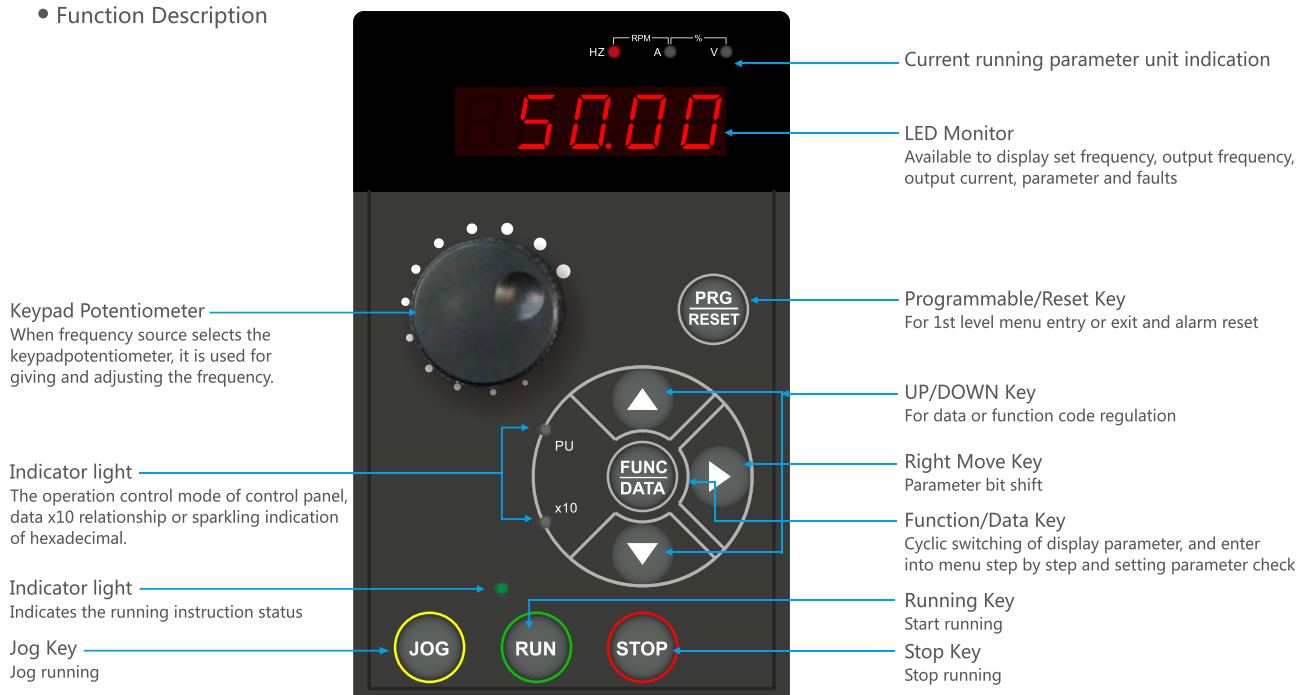 Function Description
RPM %
HZ A V
50.00
Current running parameter unit indication
LED Monitor
Available to display set frequency, output frequency,
output current, parameter and faults
Keypad Potentiometer
When frequency source selects the
keypadpotentiometer, it is used for
giving and adjusting the frequency.
PRG
RESET
Programmable/Reset Key
For 1st level menu entry or exit and alarm reset
UP/DOWN Key
For data or function code regulation
PU
Indicator light
The operation control mode of control panel,
data x10 relationship or sparkling indication
of hexadecimal.
FUNC
DATA
x10
Right Move Key
Parameter bit shift
Function/Data Key
Cyclic switching of display parameter, and enter
into menu step by step and setting parameter check
Indicator light
Indicates the running instruction status
Running Key
Start running
Jog Key
Jog running
JOG RUN STOP
Stop Key
Stop running